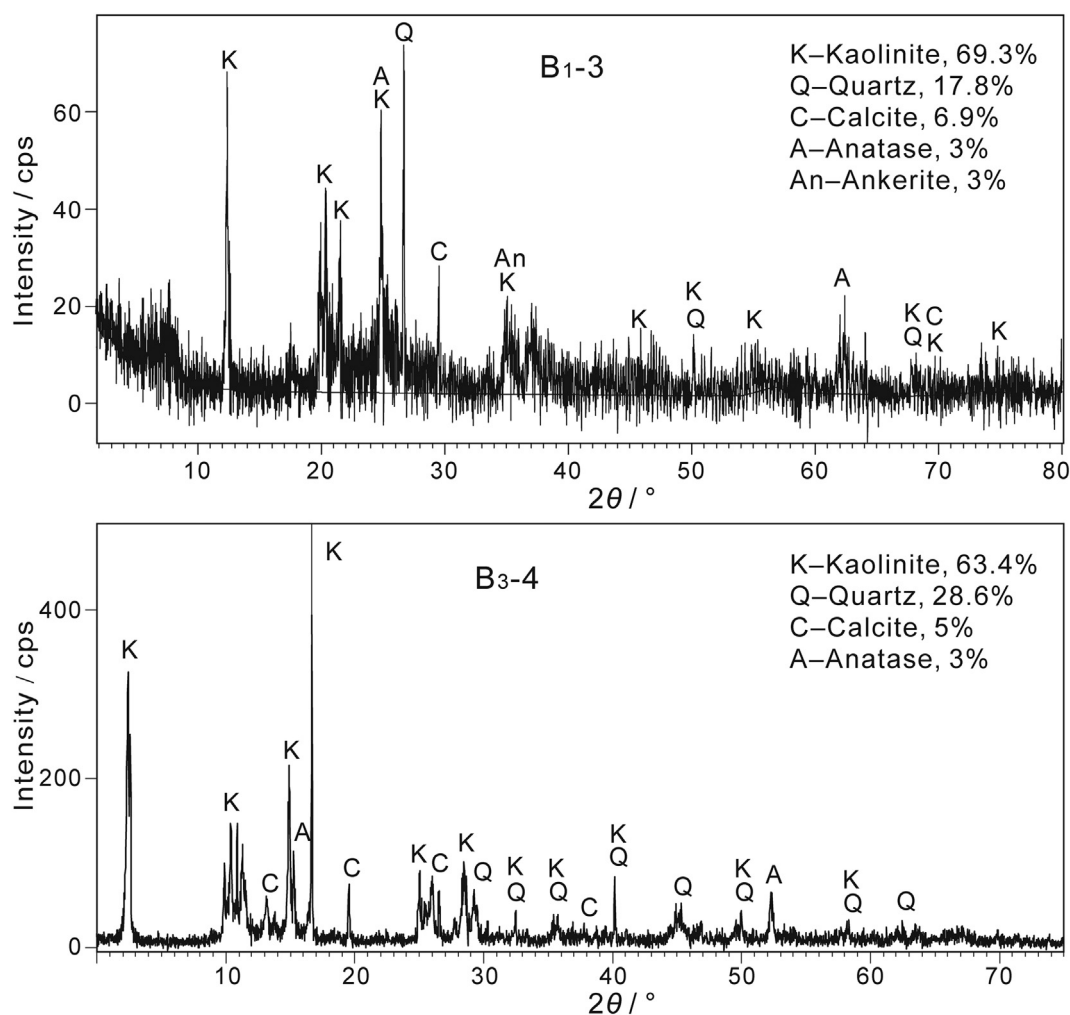 B1-3
K–Kaolinite, 69.3%
Q–Quartz, 17.8%
C–Calcite, 6.9%
A–Anatase, 3%
An–Ankerite, 3%
Q
K
A
K
K
K
C
An
K
K
K
Q
K
A
K
Q
C
K
K
Intensity / cps
60
40
20
0
10 20 30 40 50 60 70 80
2θ / °
B3-4
K–Kaolinite, 63.4%
Q–Quartz, 28.6%
C–Calcite, 5%
A–Anatase, 3%
K
K
K
K
A
C
C
K
C
K
Q
K
Q
K
Q
C
K
Q
Q
K
Q
A
K
Q
Q
Intensity / cps
400
200
0
10 20 30 40 50 60 70
2θ / °